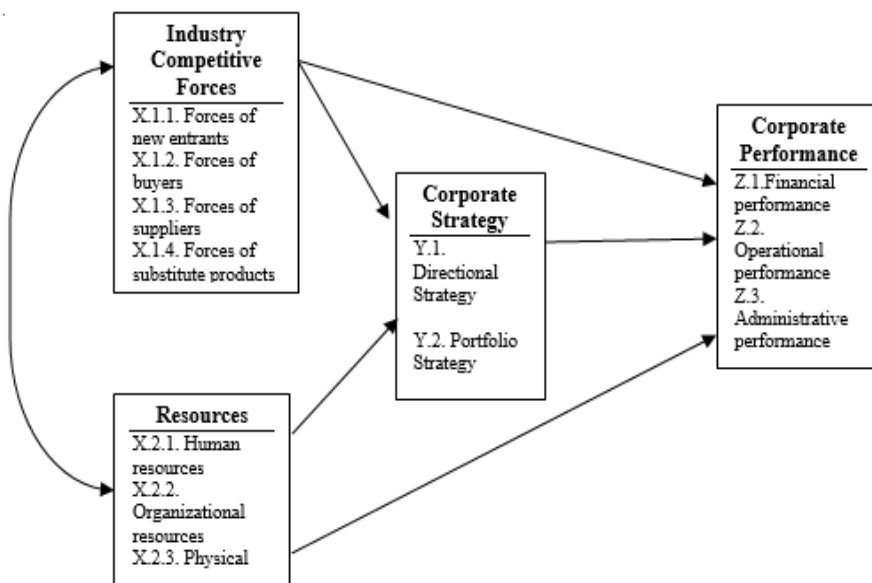 Industry
Competitive
Forces
X.1.1. Forces of
new entrants
X.1.2. Forces of
buyers
X.1.3. Forces of
suppliers
X.1.4. Forces of
substitute products
Corporate
Strategy
Y.1.
Directional
Strategy
Y.2. Portfolio
Strategy
Corporate
Performance
Z.1.Financial
performance
Z.2.
Operational
performance
Z.3.
Administrative
performance
Resources
X.2.1. Human
resources
X.2.2.
Organizational
resources
X.2.3. Physical